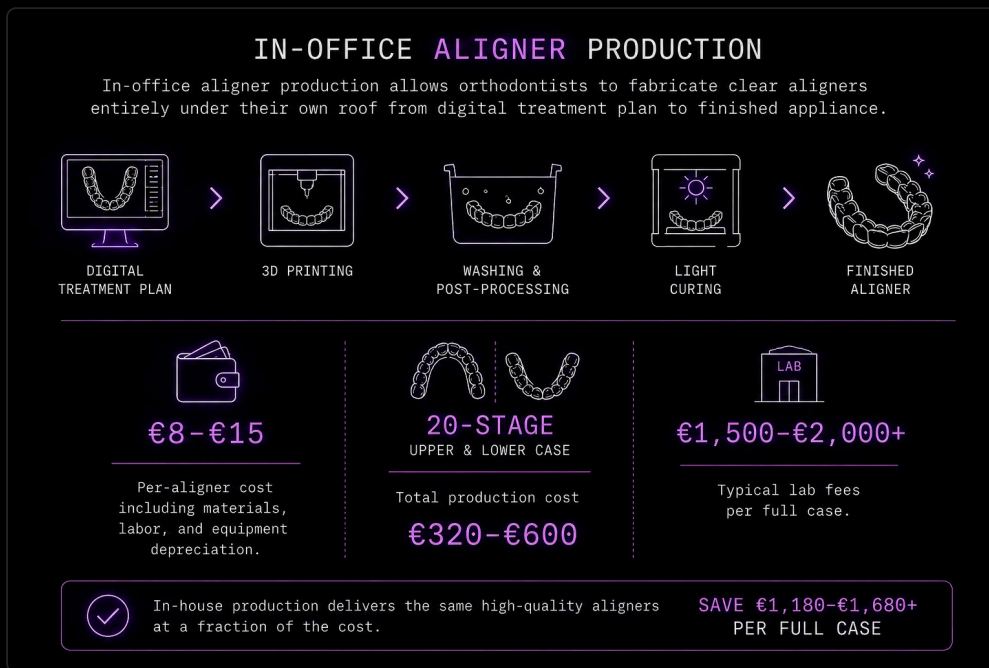 IN-OFFICE ALIGNER PRODUCTION
In-office aligner production allows orthodontists to fabricate clear aligners
entirely under their own roof from digital treatment plan to finished appliance.
DIGITAL
TREATMENT PLAN
3D PRINTING
WASHING &
POST-PROCESSING
LIGHT
CURING
FINISHED
ALIGNER
€8–€15
Per-aligner cost
including materials,
labor, and equipment
depreciation.
20-STAGE
UPPER & LOWER CASE
Total production cost
€320–€600
LAB
€1,500–€2,000+
Typical lab fees
per full case.
In-house production delivers the same high-quality aligners
at a fraction of the cost.
SAVE €1,180–€1,680+
PER FULL CASE